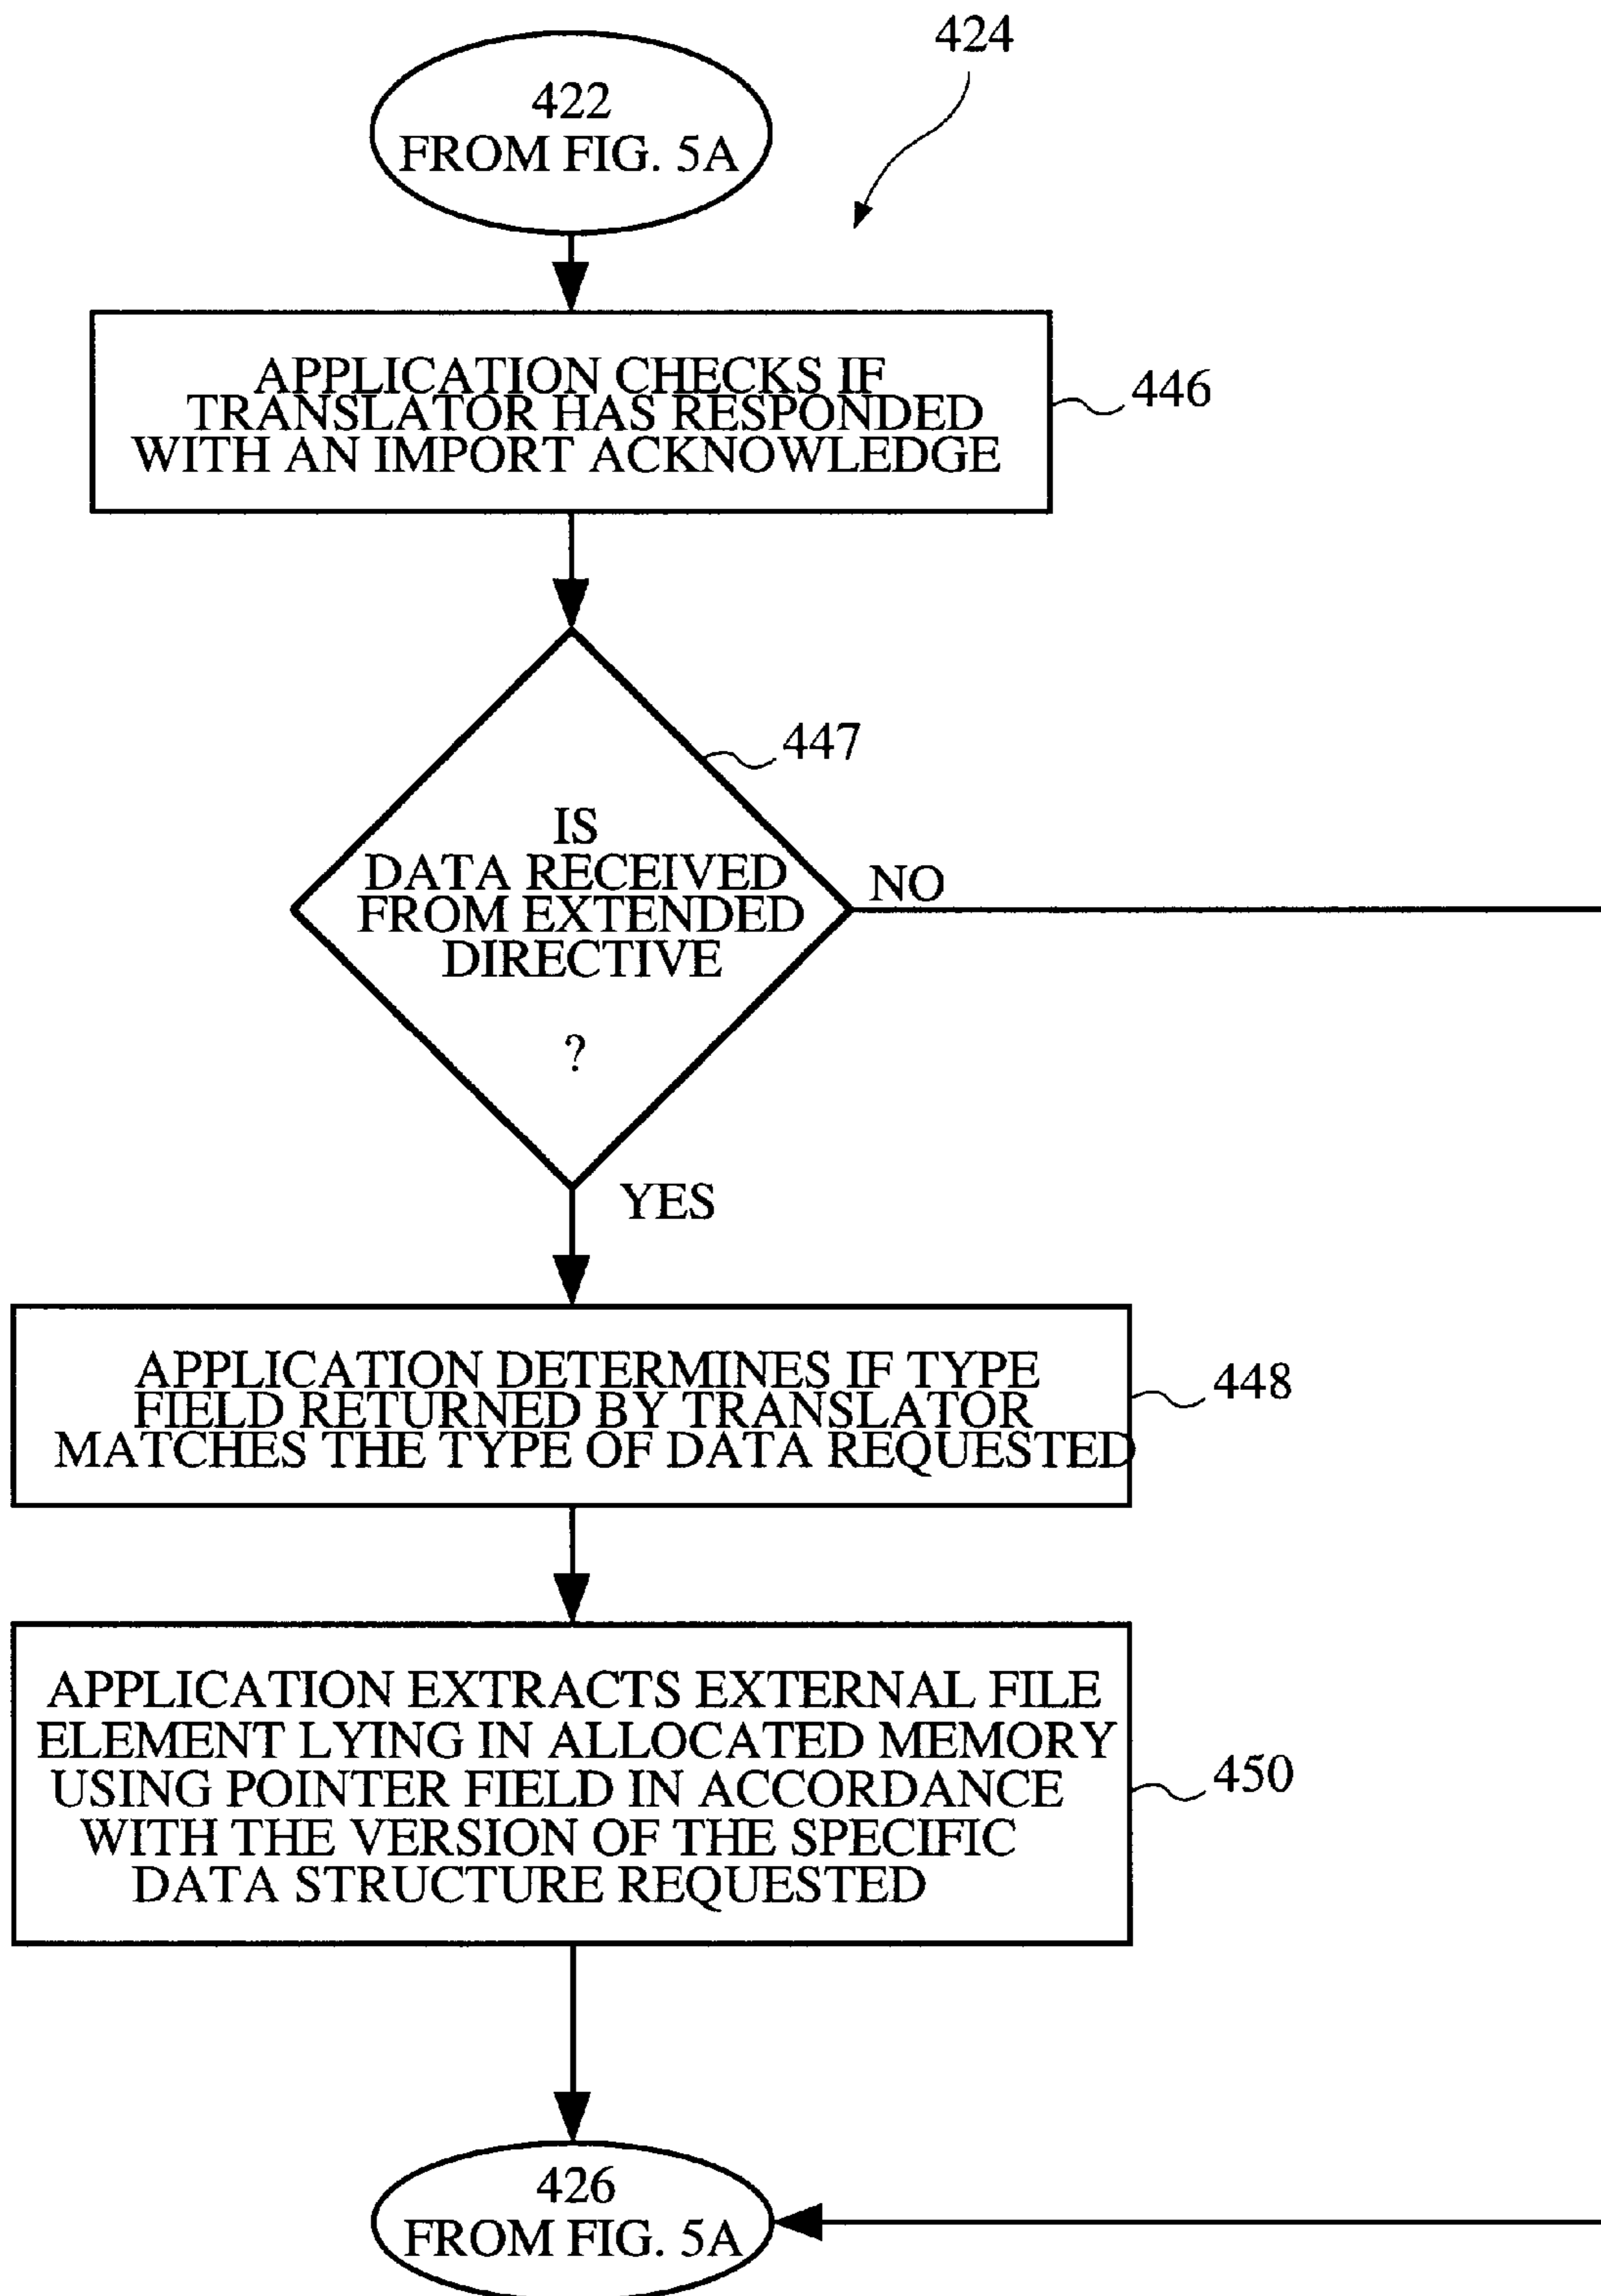 424
422
FROM FIG. 5A
APPLICATION CHECKS IF
TRANSLATOR HAS RESPONDED
WITH AN IMPORT ACKNOWLEDGE
446
447
IS
DATA RECEIVED
FROM EXTENDED
DIRECTIVE
?
NO
YES
APPLICATION DETERMINES IF TYPE
FIELD RETURNED BY TRANSLATOR
MATCHES THE TYPE OF DATA REQUESTED
448
APPLICATION EXTRACTS EXTERNAL FILE
ELEMENT LYING IN ALLOCATED MEMORY
USING POINTER FIELD IN ACCORDANCE
WITH THE VERSION OF THE SPECIFIC
DATA STRUCTURE REQUESTED
450
426
FROM FIG. 5A